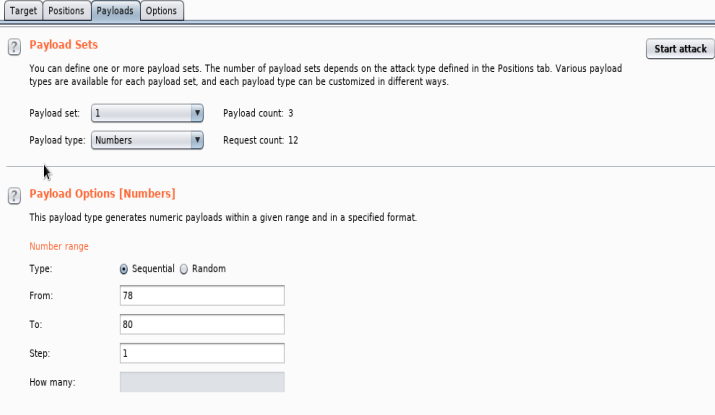 Target Positions Payloads Options
? Payload Sets Start attack
You can define one or more payload sets. The number of payload sets depends on the attack type defined in the Positions tab. Various payload
types are available for each payload set, and each payload type can be customized in different ways.
Payload set: 1 Payload count: 3
Payload type: Numbers Request count: 12
? Payload Options [Numbers]
This payload type generates numeric payloads within a given range and in a specified format.
Number range
Type: Sequential Random
From: 78
To: 80
Step: 1
How many: